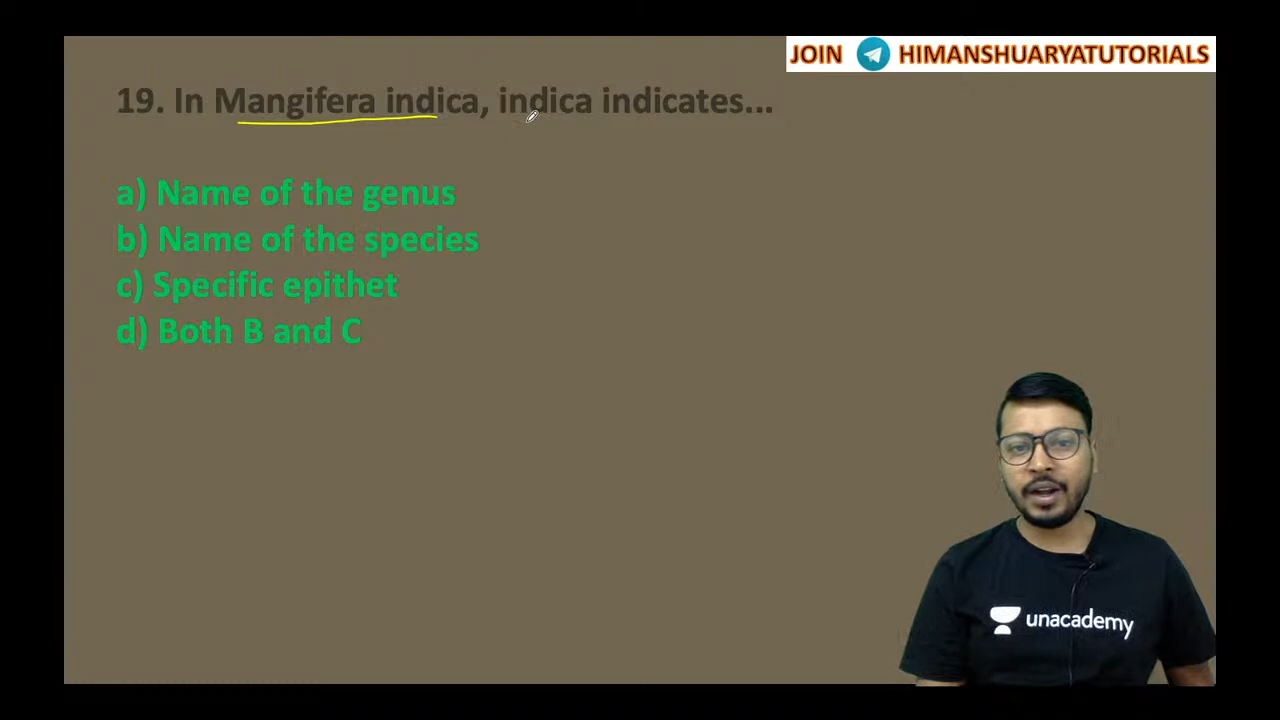 JOIN HIMANSHUARYATUTORIALS
19. In Mangifera indica, indica indicates...
a) Name of the genus
b) Name of the species
c) Specific epithet
d) Both B and C
unacademy